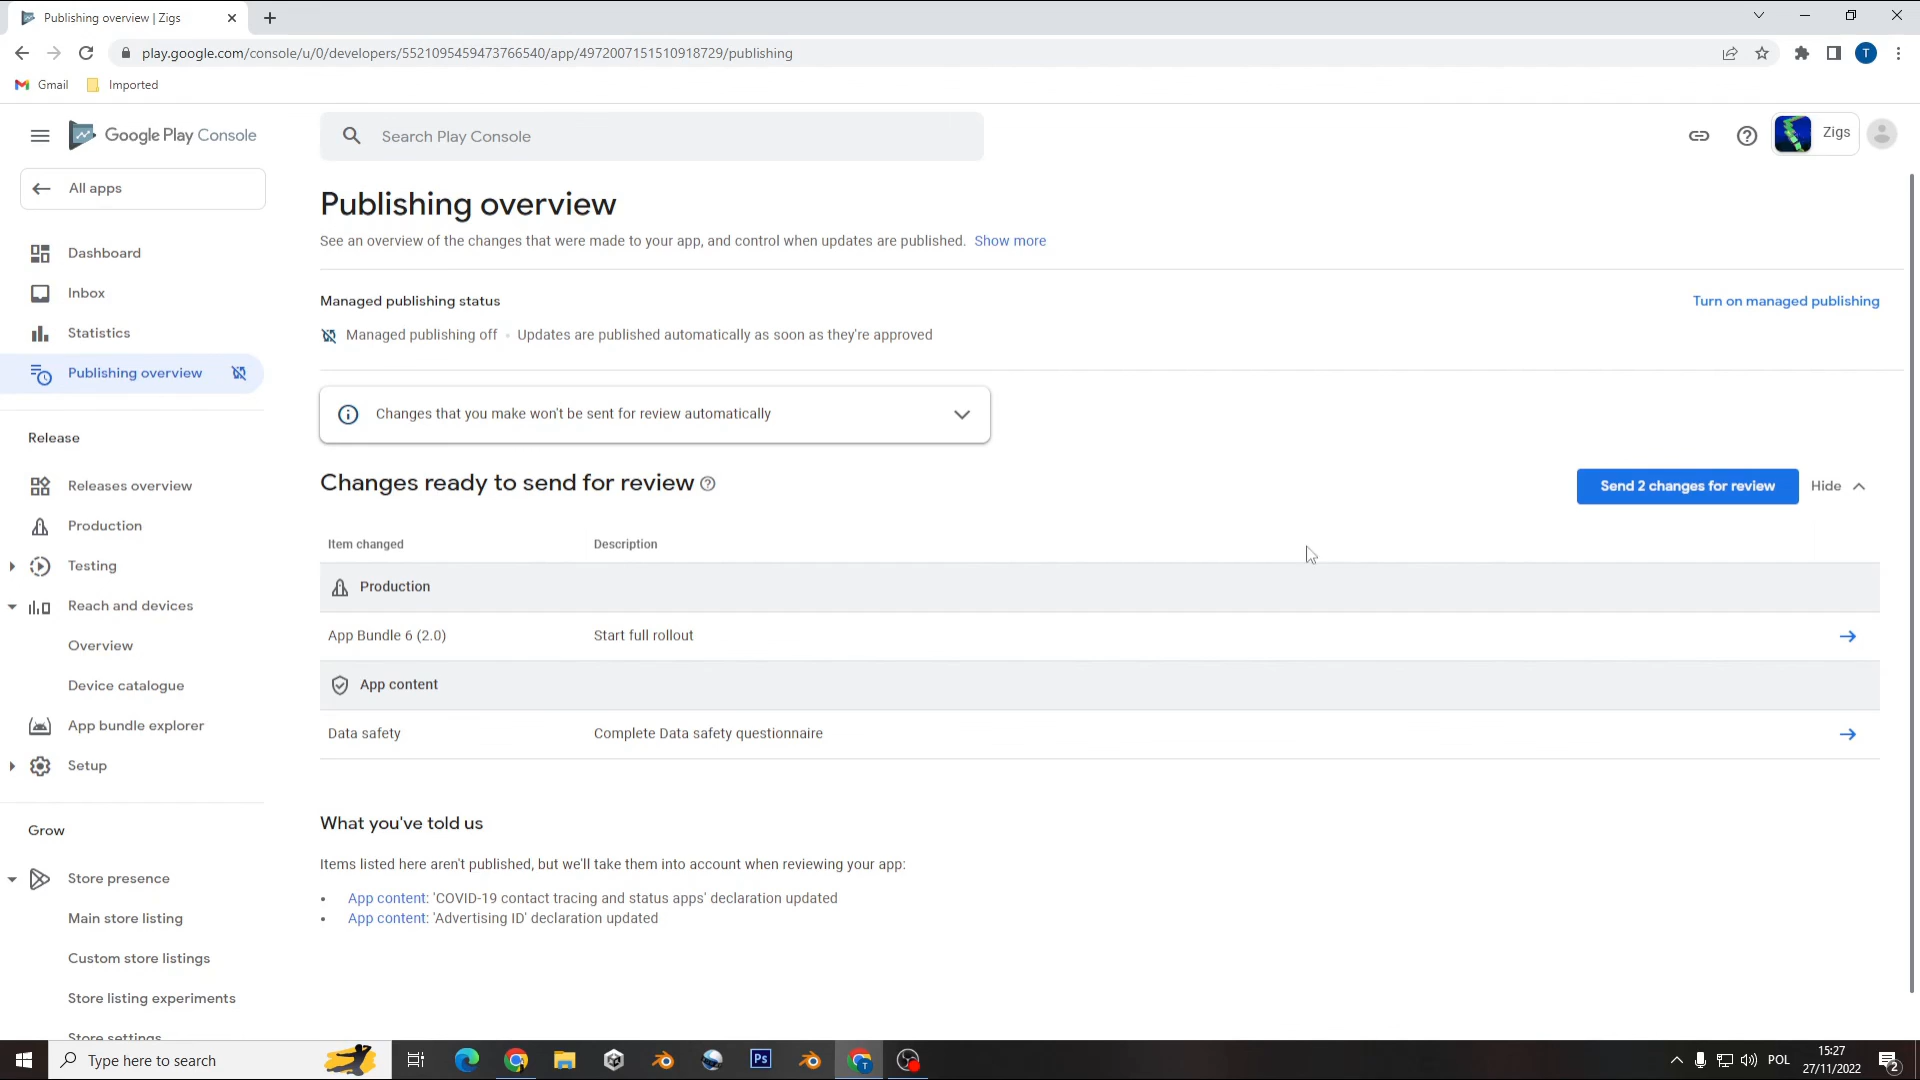 Publishing overview | Zigs
play.google.com/console/u/0/developers/5521095459473766540/app/4972007151510918729/publishing
T
Gmail
Imported
Google Play Console
Search Play Console
Zigs
All apps
Dashboard
Inbox
Statistics
Publishing overview
Release
Releases overview
Production
Testing
Reach and devices
Overview
Device catalogue
App bundle explorer
Setup
Grow
Store presence
Main store listing
Custom store listings
Store listing experiments
Store settings
Publishing overview
See an overview of the changes that were made to your app, and control when updates are published. Show more
Managed publishing status
Turn on managed publishing
Managed publishing off • Updates are published automatically as soon as they're approved
Changes that you make won't be sent for review automatically
Changes ready to send for review
Send 2 changes for review
Hide
Item changed Description
Production
App Bundle 6 (2.0) Start full rollout
App content
Data safety Complete Data safety questionnaire
What you've told us
Items listed here aren't published, but we'll take them into account when reviewing your app:
• App content: 'COVID-19 contact tracing and status apps' declaration updated
• App content: 'Advertising ID' declaration updated
Type here to search
Ps
T
POL
15:27
27/11/2022
2